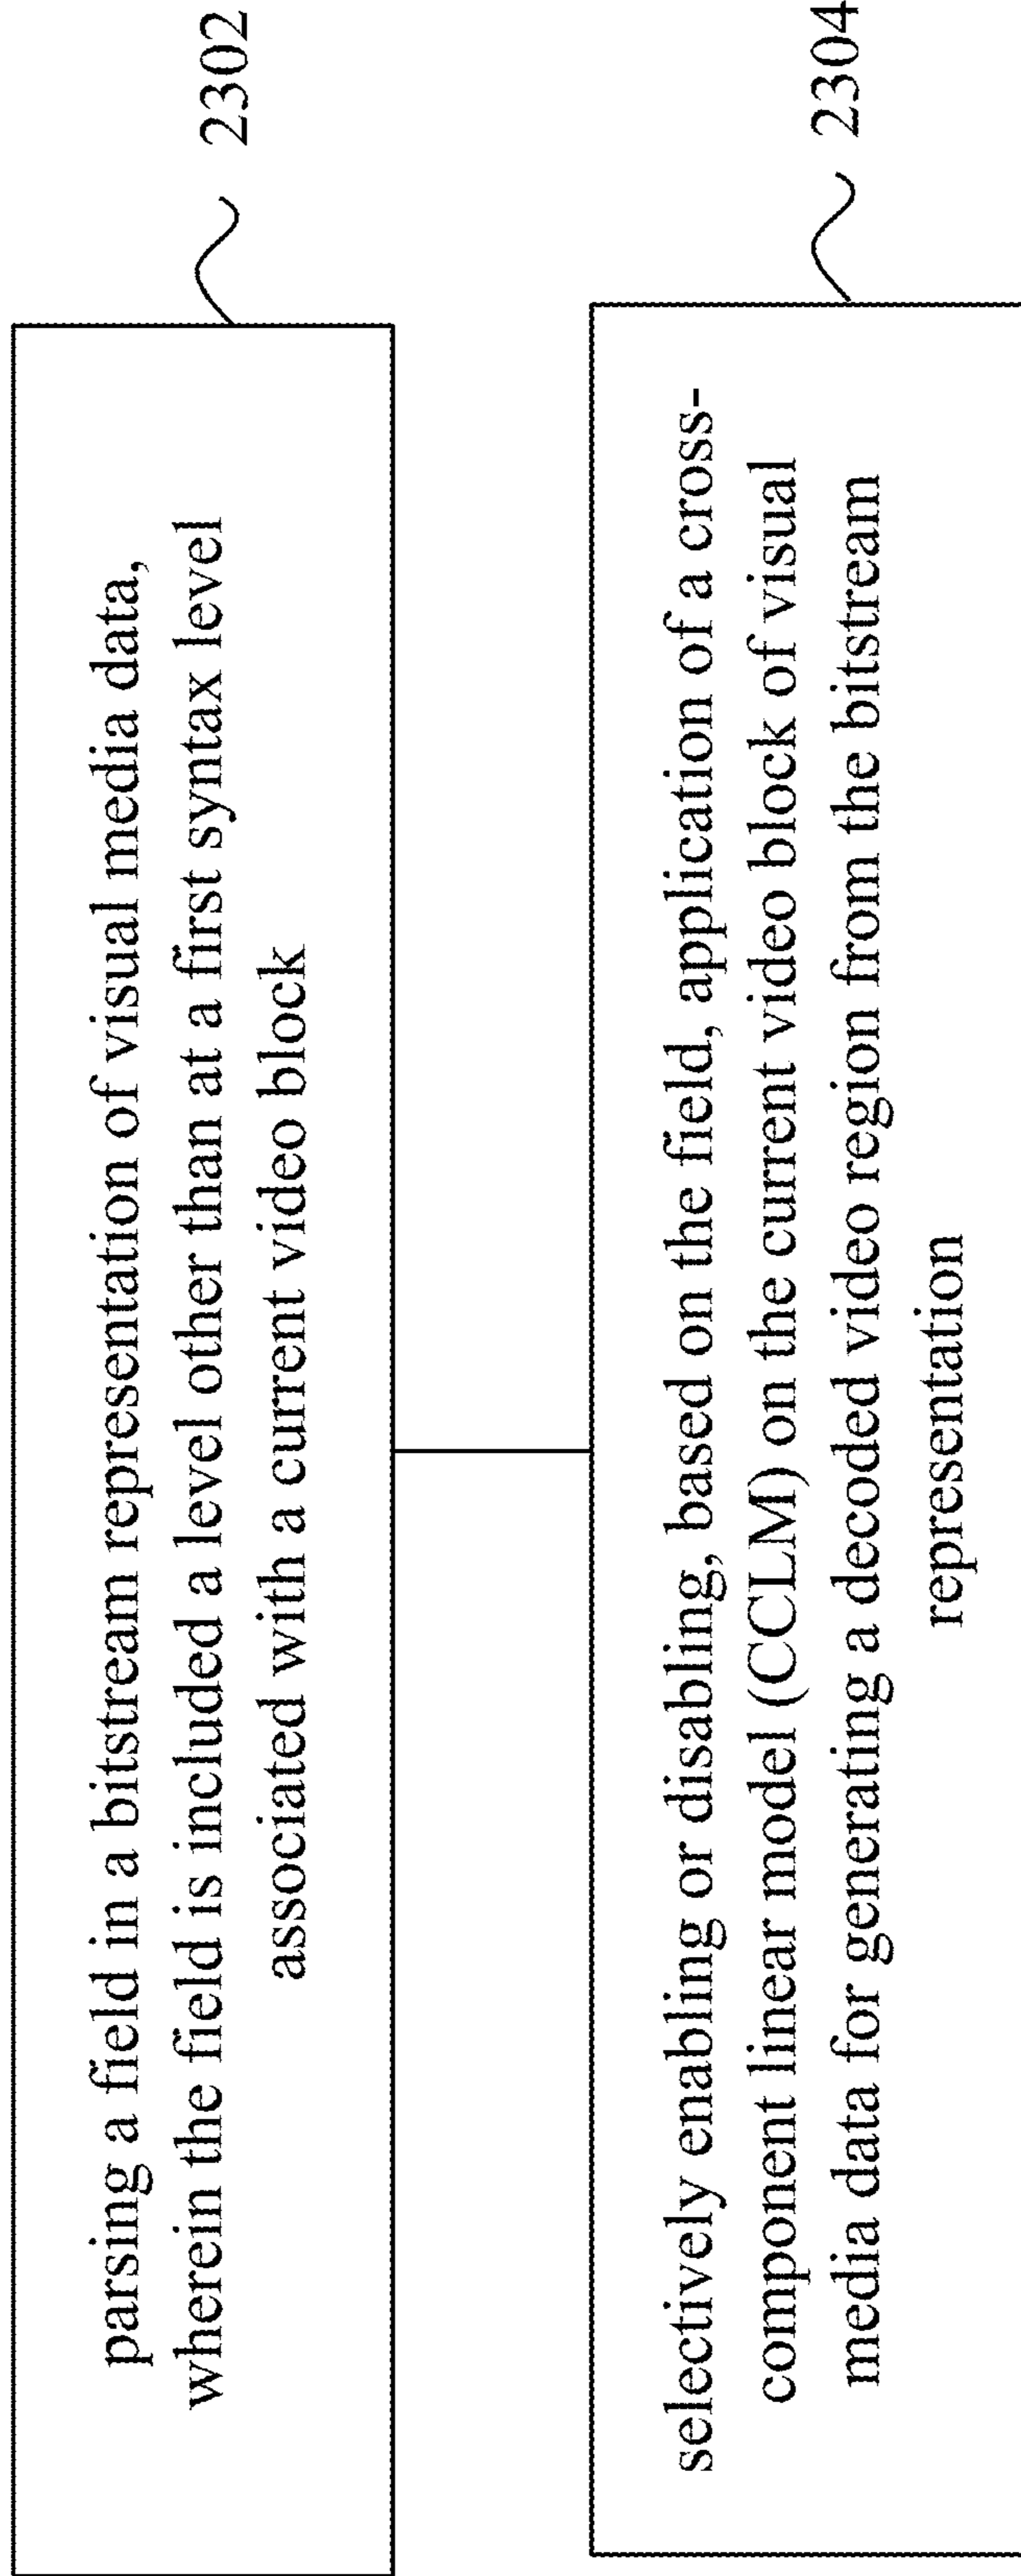 parsing a field in a bitstream representation of visual media data,
wherein the field is included a level other than at a first syntax level
associated with a current video block
2302
selectively enabling or disabling, based on the field, application of a cross-
component linear model (CCLM) on the current video block of visual
media data for generating a decoded video region from the bitstream
representation
2304